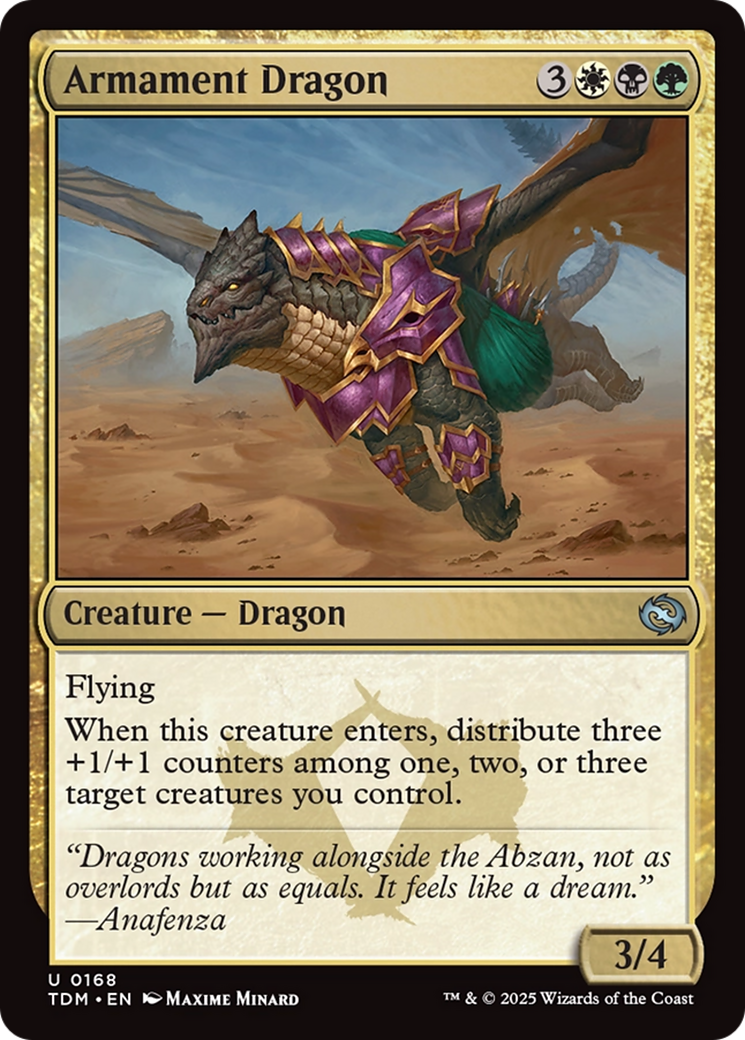 Armament Dragon 3
Creature — Dragon
Flying
When this creature enters, distribute three
+1/+1 counters among one, two, or three
target creatures you control.
“Dragons working alongside the Abzan, not as
overlords but as equals. It feels like a dream.”
—Anafenza
3/4
U 0168
TDM • EN Maxime Minard
™ & © 2025 Wizards of the Coast